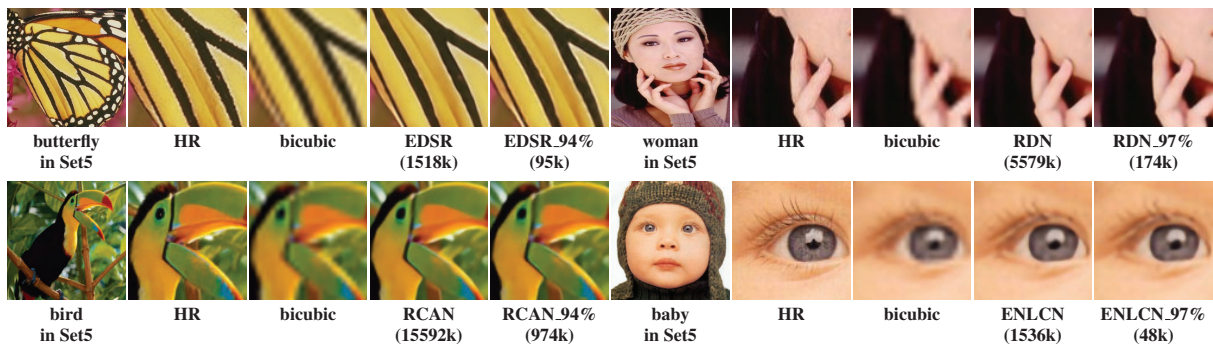 butterfly HR bicubic EDSR EDSR_94% woman HR bicubic RDN RDN_97%
in Set5 (1518k) (95k) in Set5 (5579k) (174k)
bird HR bicubic RCAN RCAN_94% baby HR bicubic ENLCN ENLCN_97%
in Set5 (15592k) (974k) in Set5 (1536k) (48k)